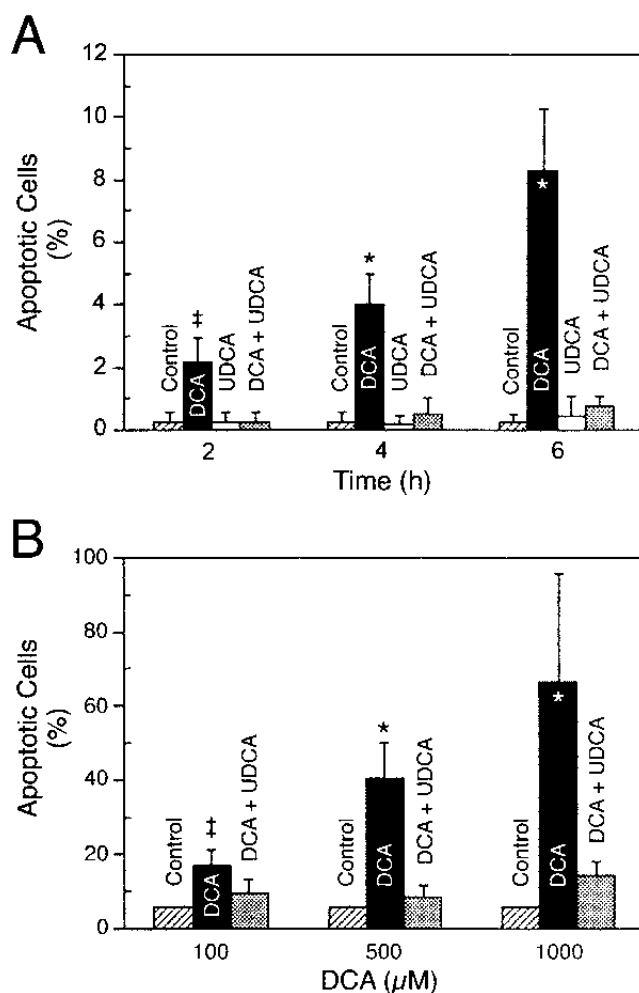 A
12
10
8
6
4
2
0
Apoptotic Cells
(%)
Control
DCA
‡
UDCA
DCA + UDCA
Control
DCA
*
UDCA
DCA + UDCA
Control
DCA
*
UDCA
DCA + UDCA
2 4 6
Time (h)
B
100
80
60
40
20
0
Apoptotic Cells
(%)
Control
DCA
‡
DCA + UDCA
Control
DCA
*
DCA + UDCA
Control
DCA
*
DCA + UDCA
100 500 1000
DCA (µM)